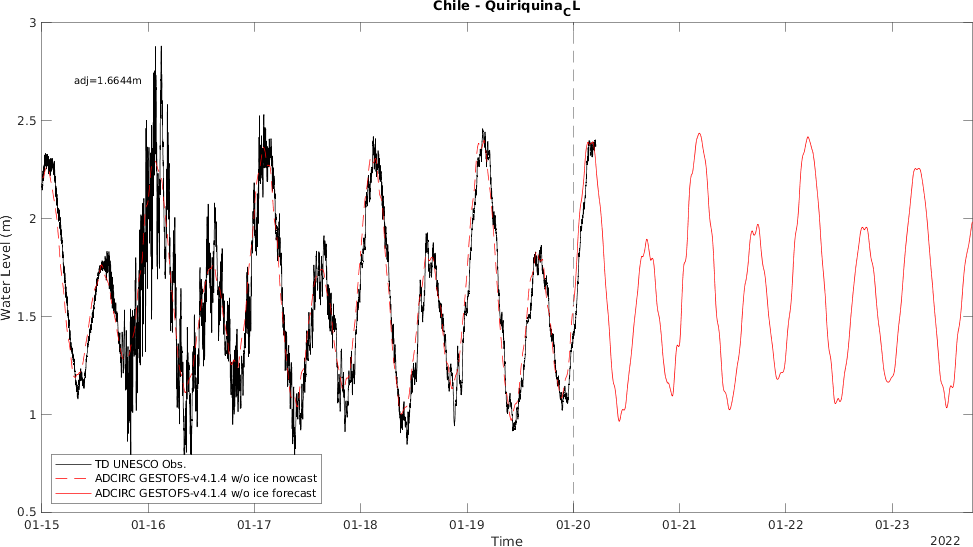 Chile - Quiriquina_CL
3
adj=1.6644m
2.5
2
Water Level (m)
1.5
1
TD UNESCO Obs.
ADCIRC GESTOFS-v4.1.4 w/o ice nowcast
ADCIRC GESTOFS-v4.1.4 w/o ice forecast
0.5
01-15 01-16 01-17 01-18 01-19 01-20 01-21 01-22 01-23
Time
2022